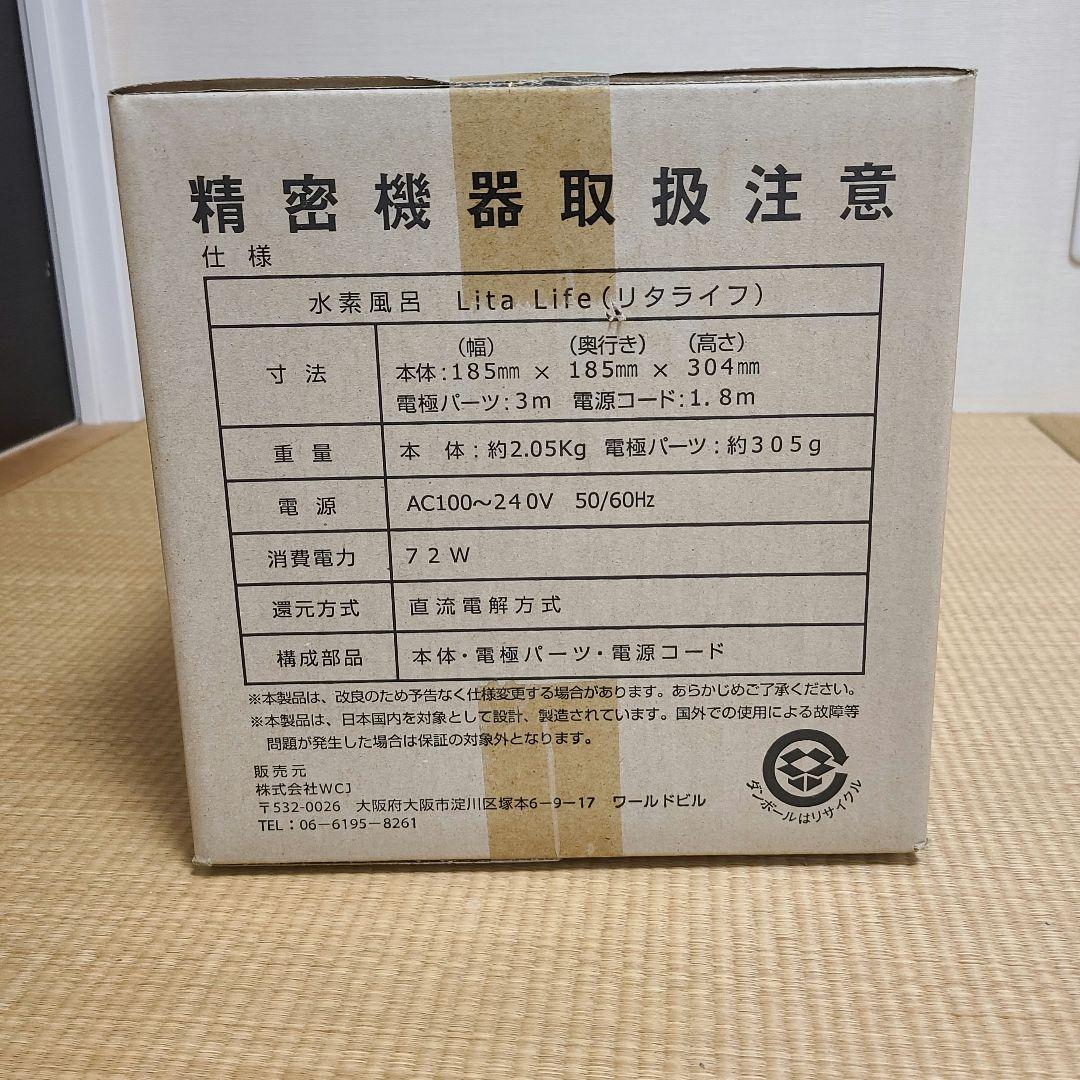 精密機器取扱注意
仕様
水素風呂 Lita Life(リタライフ)
寸法
(幅) (奥行き) (高さ)
本体:185㎜ × 185㎜ × 304㎜
電極パーツ:3m 電源コード:1.8m
重量 本 体:約2.05Kg 電極パーツ:約305g
電源 AC100~240V 50/60Hz
消費電力 72W
還元方式 直流電解方式
構成部品 本体・電極パーツ・電源コード
※本製品は、改良のため予告なく仕様変更する場合があります。あらかじめご了承ください。
※本製品は、日本国内を対象として設計、製造されています。国外での使用による故障等
問題が発生した場合は保証の対象外となります。
販売元
株式会社WCJ
〒532-0026 大阪府大阪市淀川区塚本6-9-17 ワールドビル
TEL:06-6195-8261
ダンボールはリサイクル